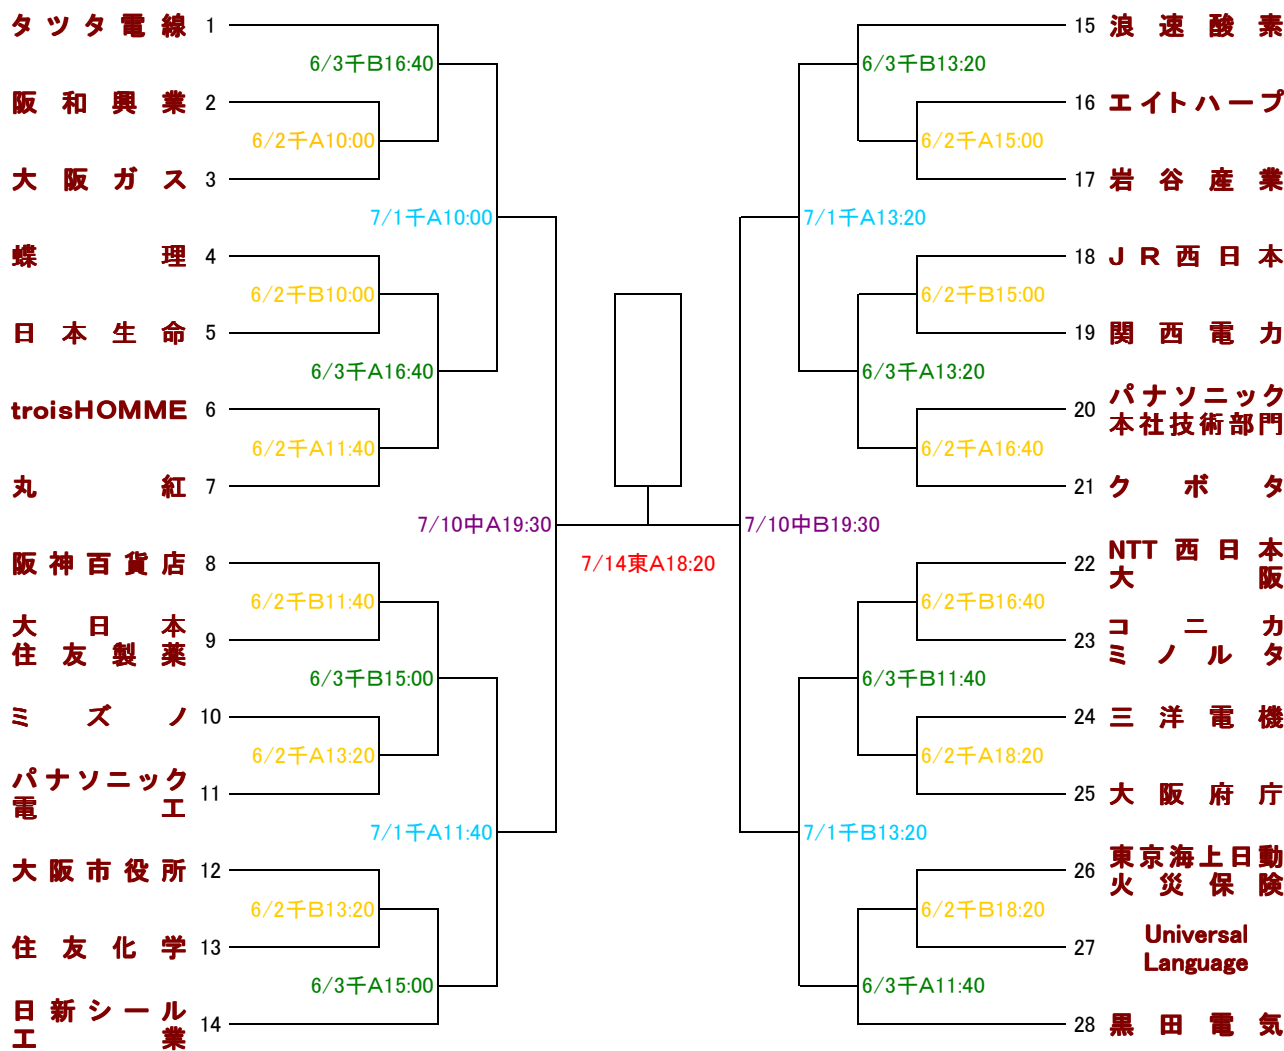 タツタ電線 1
6/3千B16:40
阪和興業 2
6/2千A10:00
大阪ガス 3
7/1千A10:00
蝶理 4
6/2千B10:00
日本生命 5
6/3千A16:40
troisHOMME 6
6/2千A11:40
丸紅 7
7/10中A19:30
阪神百貨店 8
6/2千B11:40
大日本
住友製薬 9
6/3千B15:00
ミズノ 10
6/2千A13:20
パナソニック
電工 11
7/1千A11:40
大阪市役所 12
6/2千B13:20
住友化学 13
6/3千A15:00
日新シール
工業 14
7/14東A18:20
15 浪速酸素
6/3千B13:20
16 エイトハープ
6/2千A15:00
17 岩谷産業
7/1千A13:20
18 JR西日本
6/2千B15:00
19 関西電力
6/3千A13:20
20 パナソニック
本社技術部門
6/2千A16:40
21 クボタ
7/10中B19:30
22 NTT西日本
大阪
6/2千B16:40
23 コニカ
ミノルタ
6/3千B11:40
24 三洋電機
6/2千A18:20
25 大阪府庁
7/1千B13:20
26 東京海上日動
火災保険
6/2千B18:20
27 Universal
Language
6/3千A11:40
28 黒田電気